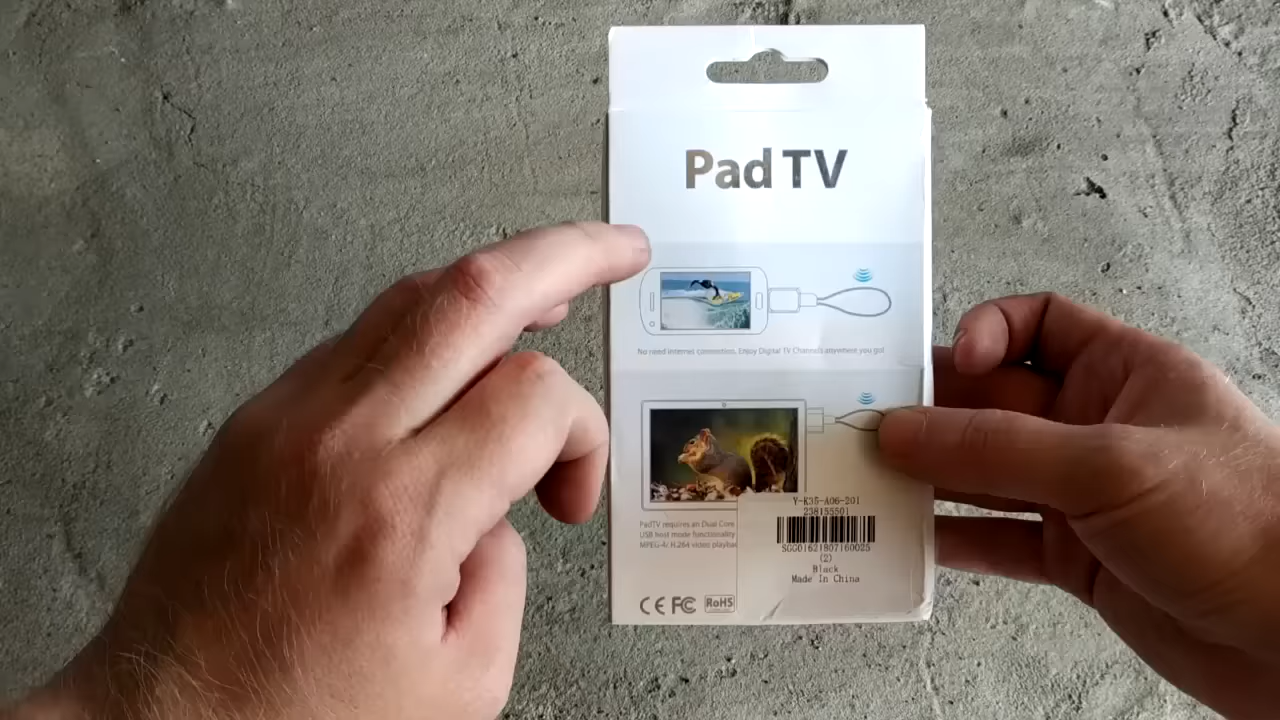 Pad TV
No need internet connection, Enjoy Digital TV Channels anywhere you go!
Y-K35-A06-201
238155501
PadTV requires an Dual Core
USB host mode functionality
MPEG-4/ H.264 video playbac
SGG01621807160025
(2)
Black
Made In China
CE FC RoHS